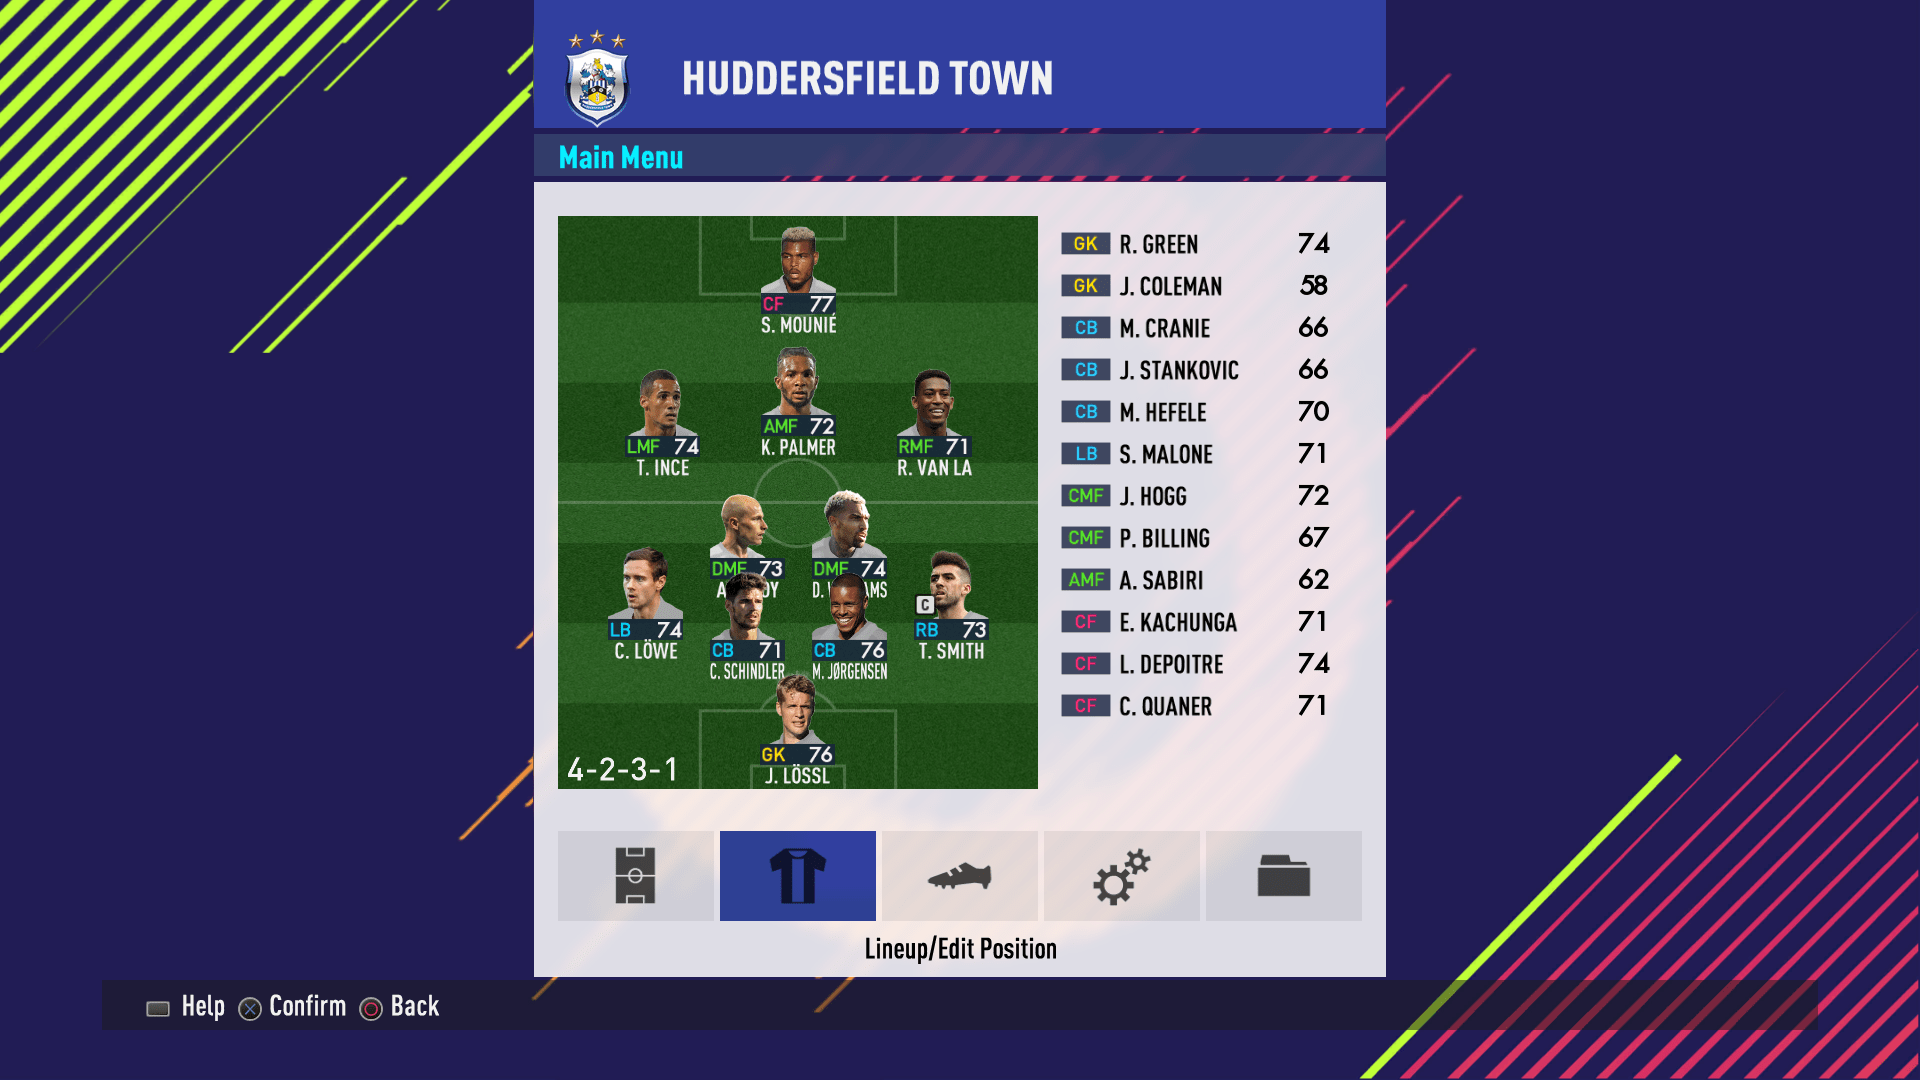 HUDDERSFIELD TOWN
Main Menu
CF 77
S. MOUNIÉ
AMF 72
K. PALMER
LMF 74
T. INCE
RMF 71
R. VAN LA
DMF 73
DMF 74
LB 74
C. LÖWE
CB 71
C. SCHINDLER
CB 76
M. JØRGENSEN
C
RB 73
T. SMITH
GK 76
J. LÖSSL
4-2-3-1
GK R. GREEN 74
GK J. COLEMAN 58
CB M. CRANIE 66
CB J. STANKOVIC 66
CB M. HEFELE 70
LB S. MALONE 71
CMF J. HOGG 72
CMF P. BILLING 67
AMF A. SABIRI 62
CF E. KACHUNGA 71
CF L. DEPOITRE 74
CF C. QUANER 71
Lineup/Edit Position
Help Confirm Back